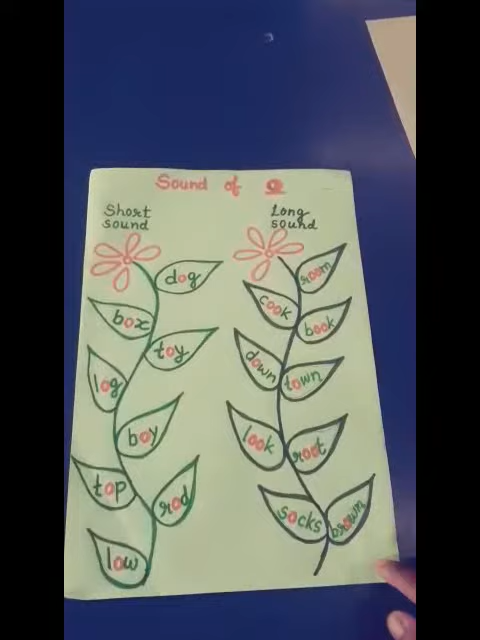 Sound of o
Short
sound
dog
box
toy
log
boy
top
rod
low
Long
sound
room
cook
book
down
town
look
root
socks
brown